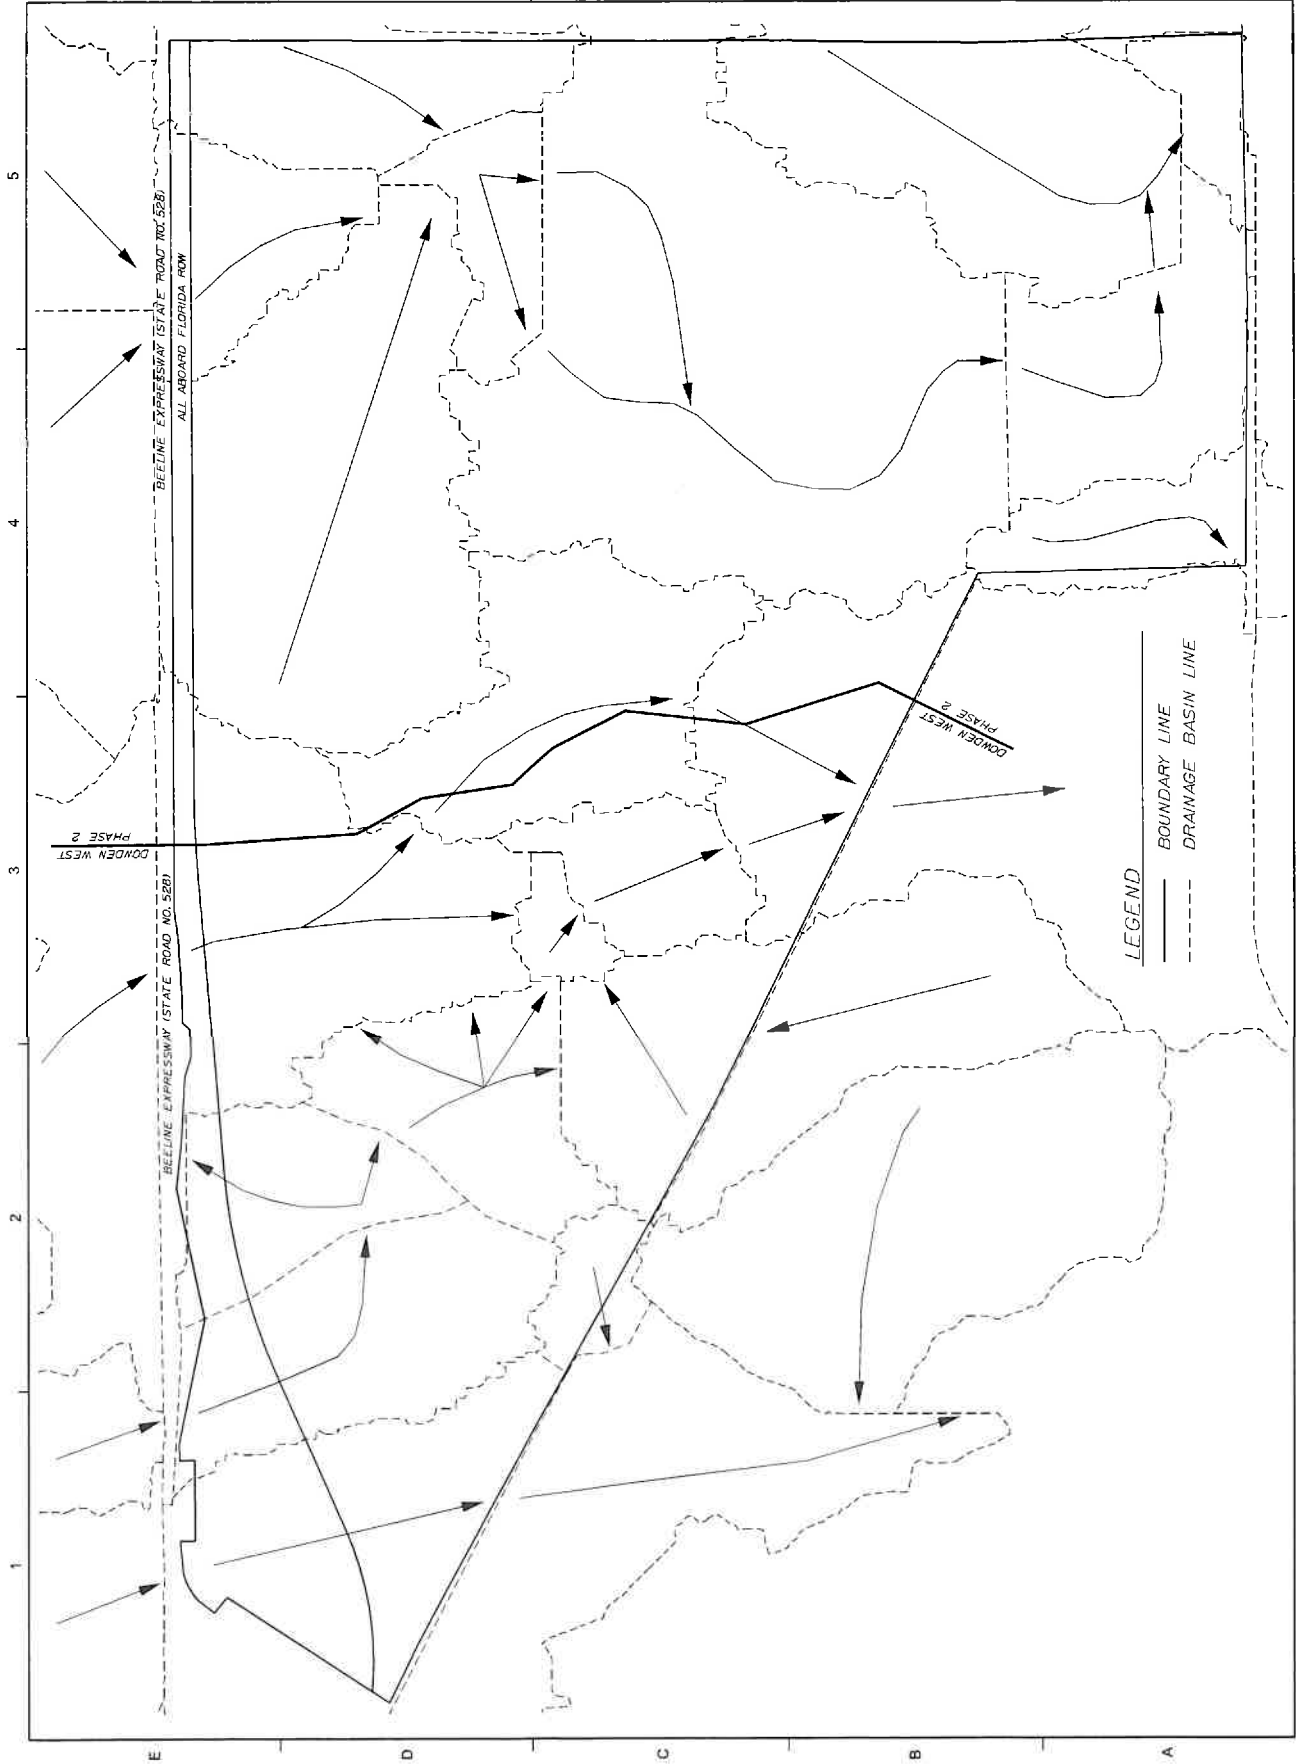 1
2
3
4
5
E
D
C
B
A
BEELINE EXPRESSWAY (STATE ROAD NO. 528)
BEELINE EXPRESSWAY (STATE ROAD NO. 528)
ALL ABOARD FLORIDA ROW
DOWDEN WEST
PHASE 2
DOWDEN WEST
PHASE 2
LEGEND
BOUNDARY LINE
DRAINAGE BASIN LINE